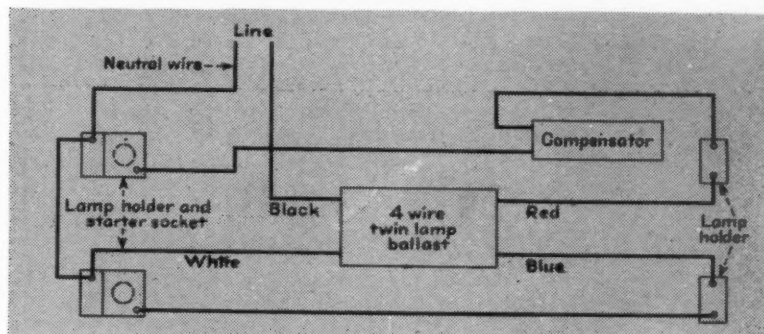 Line
Neutral wire
Compensator
Lamp holder and
starter socket
Black
4 wire
twin lamp
ballast
Red
Lamp
holder
White
Blue